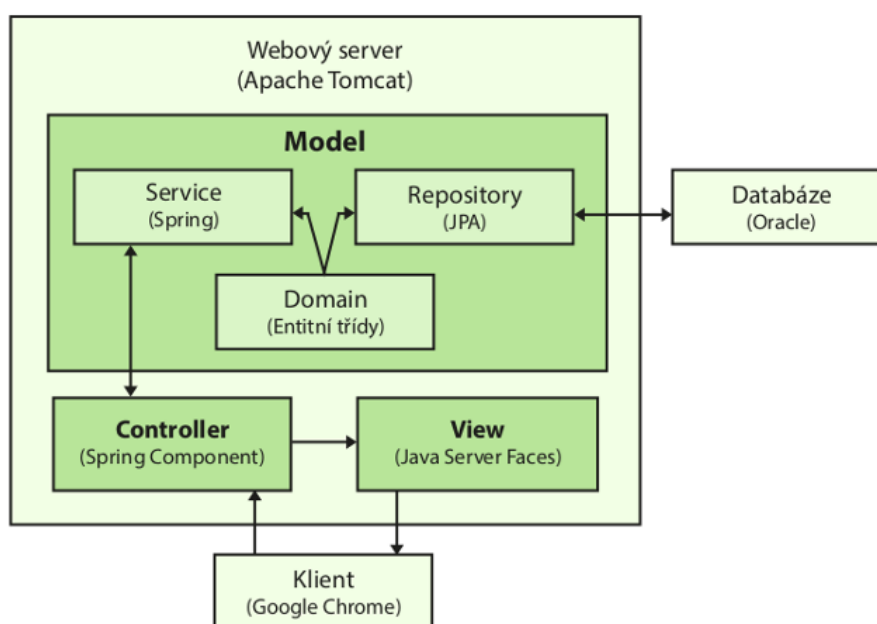 Webový server
(Apache Tomcat)
Model
Service
(Spring)
Repository
(JPA)
Databáze
(Oracle)
Domain
(Entitní třídy)
Controller
(Spring Component)
View
(Java Server Faces)
Klient
(Google Chrome)